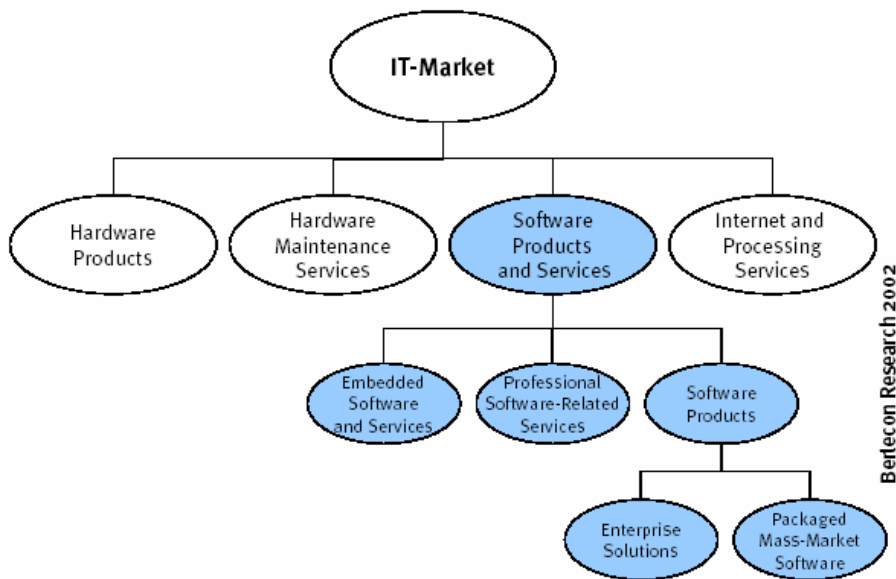 IT-Market
Hardware
Products
Hardware
Maintenance
Services
Software
Products
and Services
Internet and
Processing
Services
Embedded
Software
and Services
Professional
Software-Related
Services
Software
Products
Enterprise
Solutions
Packaged
Mass-Market
Software
Berlecon Research 2002